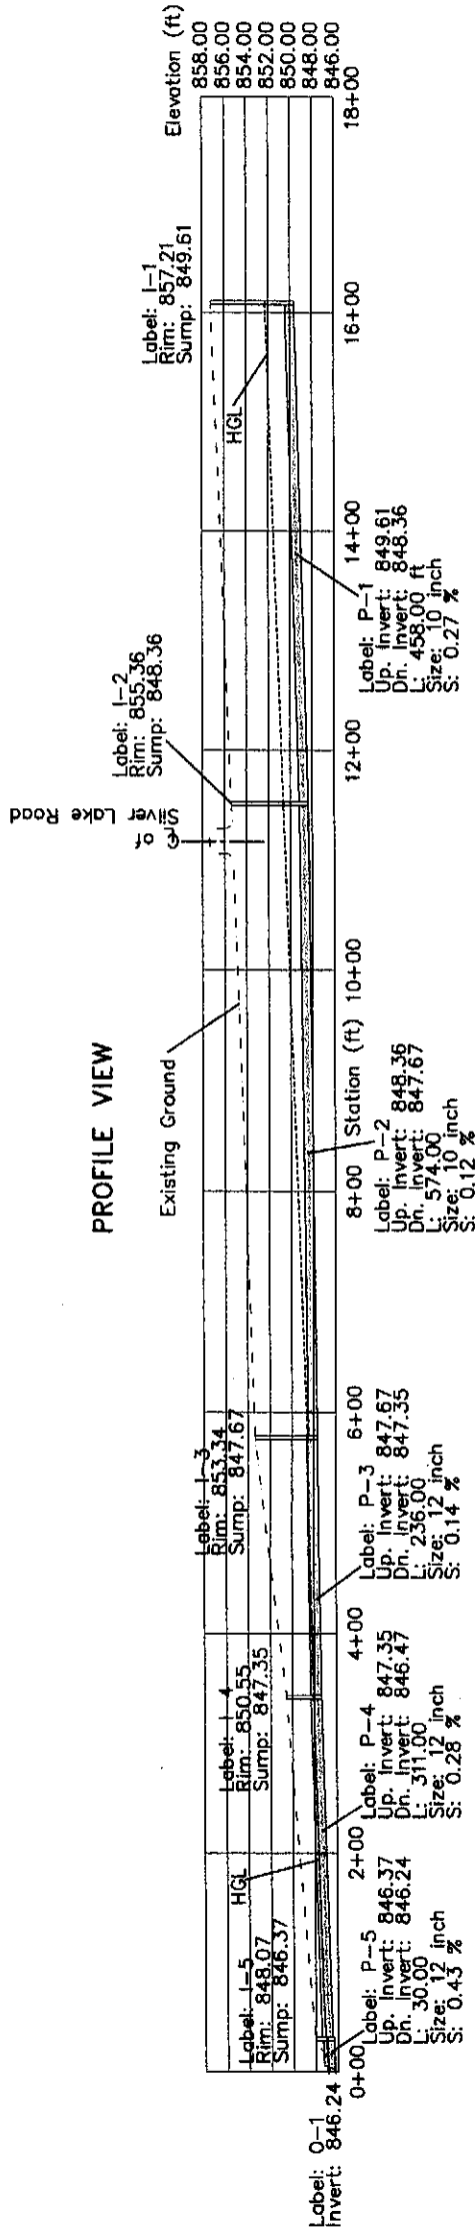 PROFILE VIEW
Elevation (ft)
858.00
856.00
854.00
852.00
850.00
848.00
846.00
Label: O-1
Invert: 846.24
Label: I-5
Rim: 848.07
Sump: 846.37
HGL
Label: I-4
Rim: 850.55
Sump: 847.35
Label: I-3
Rim: 853.34
Sump: 847.67
Existing Ground
℄ of Silver Lake Road
Label: I-2
Rim: 855.36
Sump: 848.36
HGL
Label: I-1
Rim: 857.21
Sump: 849.61
0+00
2+00
4+00
6+00
8+00
Station (ft)
10+00
12+00
14+00
16+00
18+00
Label: P-5
Up. Invert: 846.37
Dn. Invert: 846.24
L: 30.00
Size: 12 inch
S: 0.43 %
Label: P-4
Up. Invert: 847.35
Dn. Invert: 846.47
L: 311.00
Size: 12 inch
S: 0.28 %
Label: P-3
Up. Invert: 847.67
Dn. Invert: 847.35
L: 236.00
Size: 12 inch
S: 0.14 %
Label: P-2
Up. Invert: 848.36
Dn. Invert: 847.67
L: 574.00
Size: 10 inch
S: 0.12 %
Label: P-1
Up. Invert: 849.61
Dn. Invert: 848.36
L: 458.00 ft
Size: 10 inch
S: 0.27 %